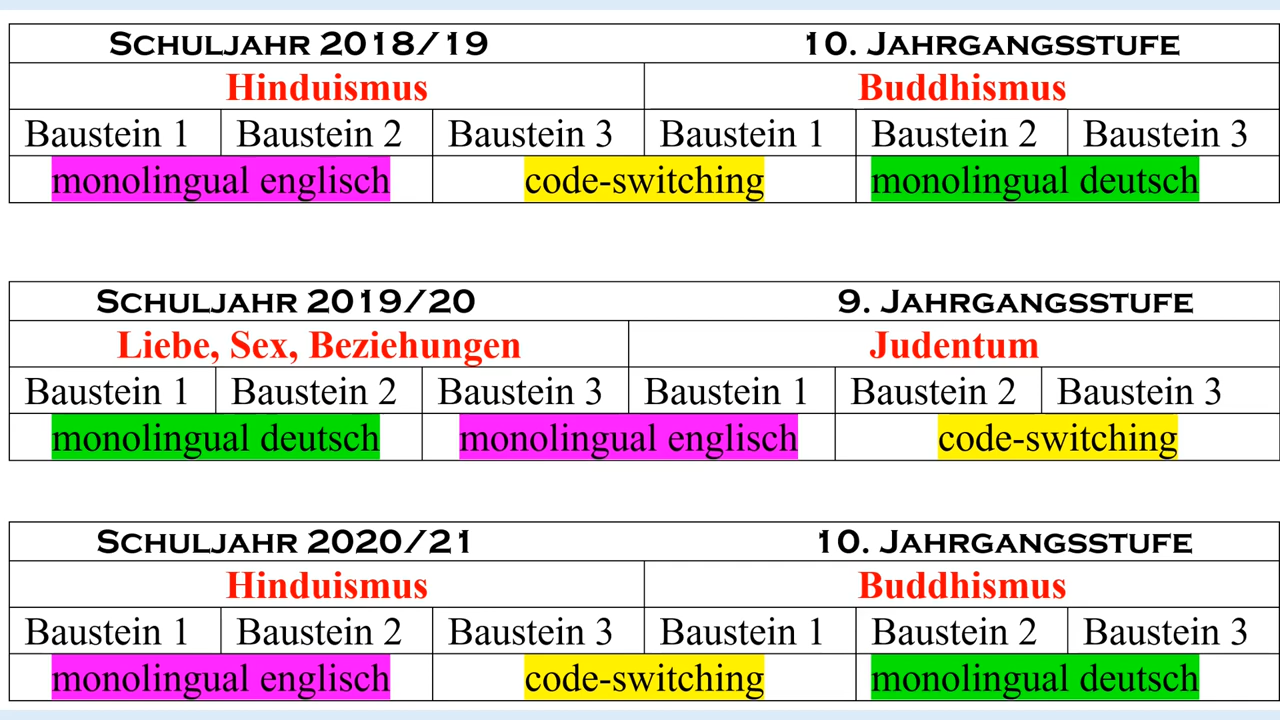 Schuljahr 2018/19 10. Jahrgangsstufe
Hinduismus Buddhismus
Baustein 1 Baustein 2 Baustein 3 Baustein 1 Baustein 2 Baustein 3
monolingual englisch code-switching monolingual deutsch
Schuljahr 2019/20 9. Jahrgangsstufe
Liebe, Sex, Beziehungen Judentum
Baustein 1 Baustein 2 Baustein 3 Baustein 1 Baustein 2 Baustein 3
monolingual deutsch monolingual englisch code-switching
Schuljahr 2020/21 10. Jahrgangsstufe
Hinduismus Buddhismus
Baustein 1 Baustein 2 Baustein 3 Baustein 1 Baustein 2 Baustein 3
monolingual englisch code-switching monolingual deutsch